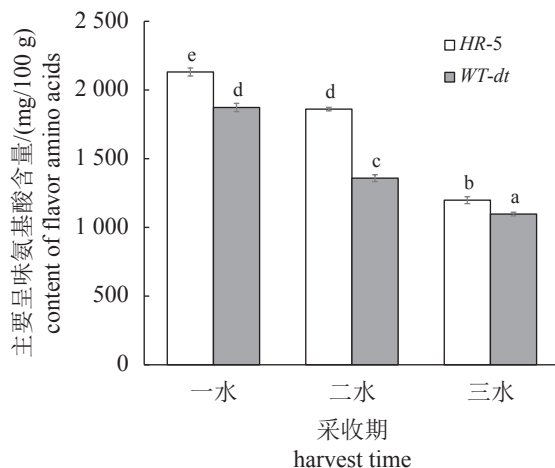 主要呈味氨基酸含量/(mg/100 g)
content of flavor amino acids
2 500
2 000
1 500
1 000
500
0
HR-5
WT-dt
e
d
d
c
b
a
一水
二水
三水
采收期
harvest time